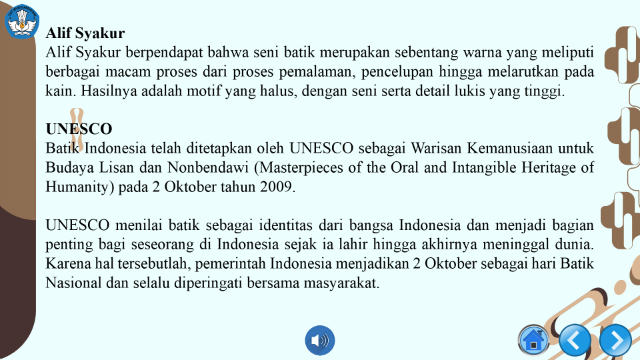 Alif Syakur
Alif Syakur berpendapat bahwa seni batik merupakan sebentang warna yang meliputi
berbagai macam proses dari proses pemalaman, pencelupan hingga melarutkan pada
kain. Hasilnya adalah motif yang halus, dengan seni serta detail lukis yang tinggi.
UNESCO
Batik Indonesia telah ditetapkan oleh UNESCO sebagai Warisan Kemanusiaan untuk
Budaya Lisan dan Nonbendawi (Masterpieces of the Oral and Intangible Heritage of
Humanity) pada 2 Oktober tahun 2009.
UNESCO menilai batik sebagai identitas dari bangsa Indonesia dan menjadi bagian
penting bagi seseorang di Indonesia sejak ia lahir hingga akhirnya meninggal dunia.
Karena hal tersebutlah, pemerintah Indonesia menjadikan 2 Oktober sebagai hari Batik
Nasional dan selalu diperingati bersama masyarakat.